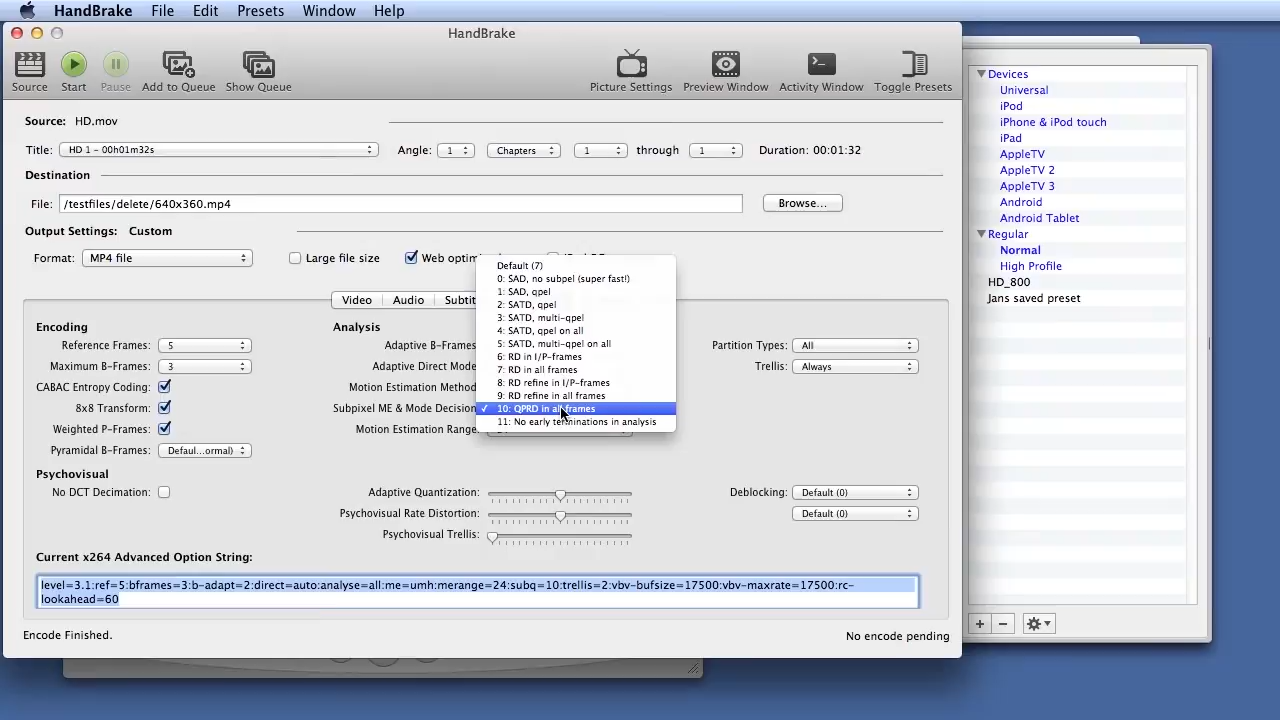 HandBrake File Edit Presets Window Help
HandBrake
Source Start Pause Add to Queue Show Queue Picture Settings Preview Window Activity Window Toggle Presets
Source: HD.mov
Title: HD 1 - 00h01m32s Angle: 1 Chapters 1 through 1 Duration: 00:01:32
Destination
File: /testfiles/delete/640x360.mp4 Browse...
Output Settings: Custom
Format: MP4 file Large file size Web optimi
Video Audio Subtit
Encoding
Reference Frames: 5
Maximum B-Frames: 3
CABAC Entropy Coding:
8x8 Transform:
Weighted P-Frames:
Pyramidal B-Frames: Defaul...ormal)
Analysis
Adaptive B-Frames
Adaptive Direct Mode
Motion Estimation Method
Subpixel ME & Mode Decision
Motion Estimation Range:
Default (7)
0: SAD, no subpel (super fast!)
1: SAD, qpel
2: SATD, qpel
3: SATD, multi-qpel
4: SATD, qpel on all
5: SATD, multi-qpel on all
6: RD in I/P-frames
7: RD in all frames
8: RD refine in I/P-frames
9: RD refine in all frames
10: QPRD in all frames
11: No early terminations in analysis
Partition Types: All
Trellis: Always
Psychovisual
No DCT Decimation:
Adaptive Quantization:
Psychovisual Rate Distortion:
Psychovisual Trellis:
Deblocking: Default (0)
Default (0)
Current x264 Advanced Option String:
level=3.1:ref=5:bframes=3:b-adapt=2:direct=auto:analyse=all:me=umh:merange=24:subq=10:trellis=2:vbv-bufsize=17500:vbv-maxrate=17500:rc-
lookahead=60
Encode Finished. No encode pending
Devices
Universal
iPod
iPhone & iPod touch
iPad
AppleTV
AppleTV 2
AppleTV 3
Android
Android Tablet
Regular
Normal
High Profile
HD_800
Jans saved preset